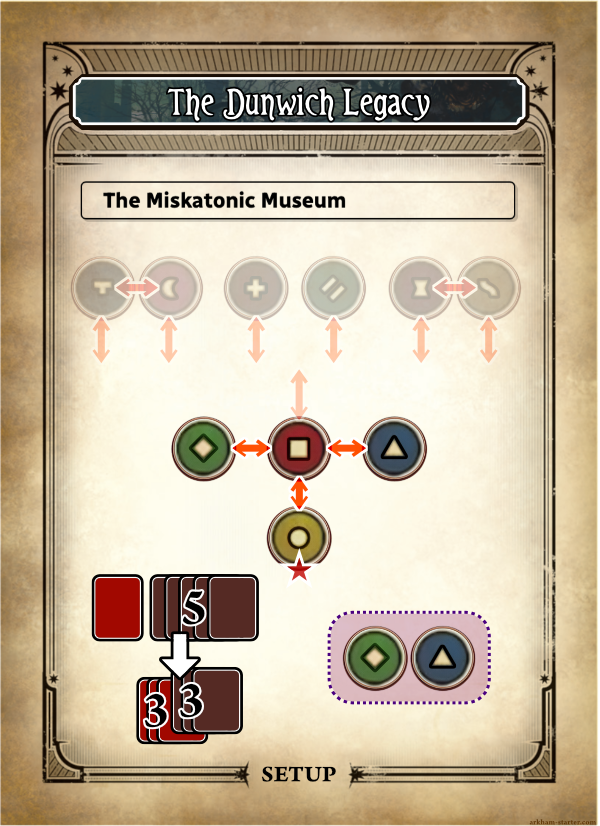 The Dunwich Legacy
The Miskatonic Museum
5
3 3
SETUP
arkham-starter.com